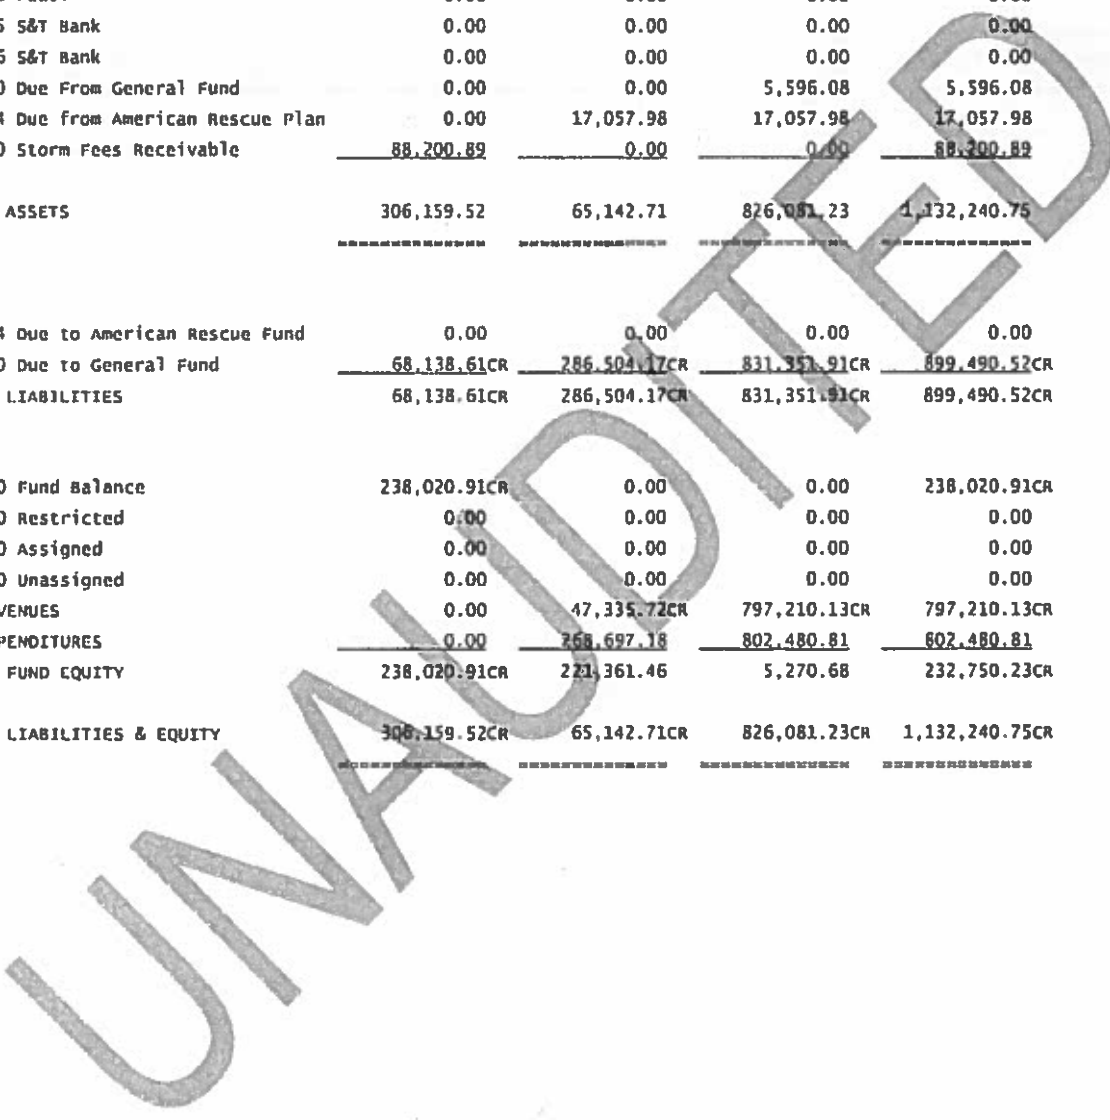 5 S&T Bank 0.00 0.00 0.00 0.00
5 S&T Bank 0.00 0.00 0.00 0.00
0 Due From General Fund 0.00 0.00 5,596.08 5,596.08
4 Due from American Rescue Plan 0.00 17,057.98 17,057.98 17,057.98
0 Storm Fees Receivable 88,200.89 0.00 0.00 88,200.89
ASSETS 306,159.52 65,142.71 826,081.23 1,132,240.75
4 Due to American Rescue Fund 0.00 0.00 0.00 0.00
0 Due to General Fund 68,138.61CR 286,504.17CR 831,351.91CR 899,490.52CR
LIABILITIES 68,138.61CR 286,504.17CR 831,351.91CR 899,490.52CR
0 Fund Balance 238,020.91CR 0.00 0.00 238,020.91CR
0 Restricted 0.00 0.00 0.00 0.00
0 Assigned 0.00 0.00 0.00 0.00
0 Unassigned 0.00 0.00 0.00 0.00
VENUES 0.00 47,335.72CR 797,210.13CR 797,210.13CR
PENDITURES 0.00 268,697.18 802,480.81 802,480.81
FUND EQUITY 238,020.91CR 221,361.46 5,270.68 232,750.23CR
LIABILITIES & EQUITY 306,159.52CR 65,142.71CR 826,081.23CR 1,132,240.75CR
UNAUDITED